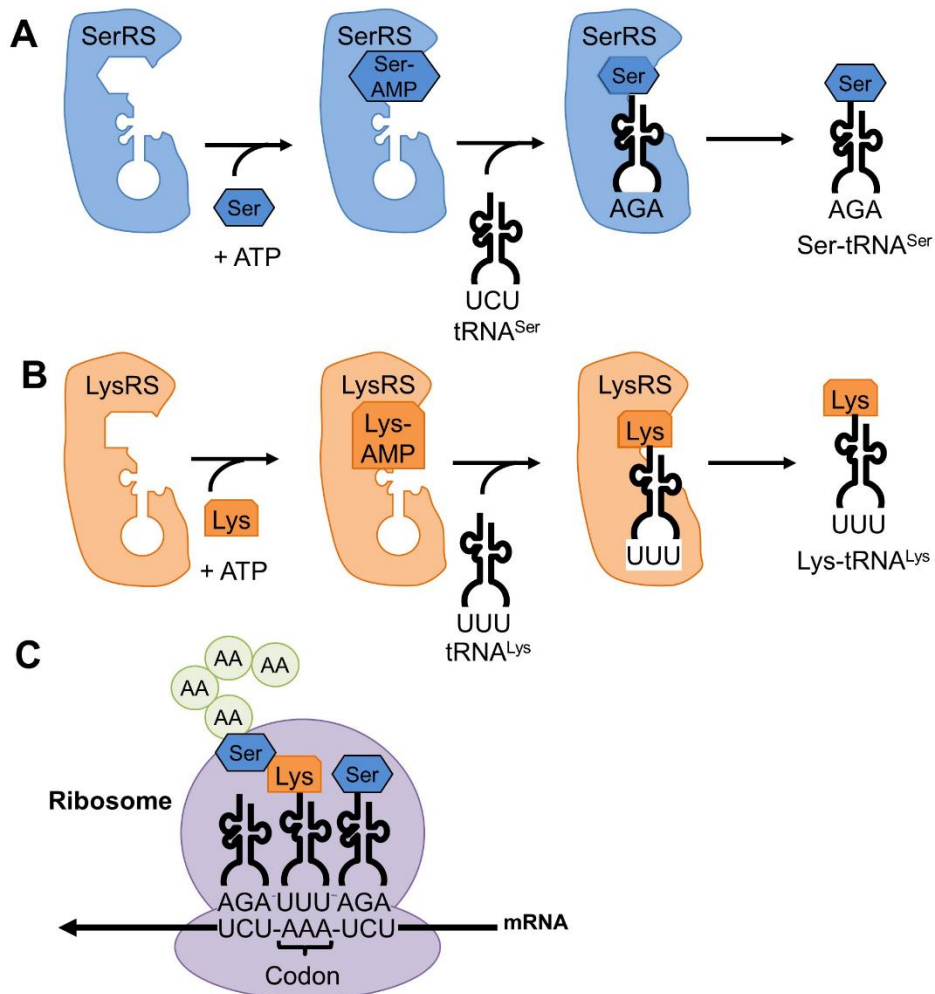 A
SerRS
SerRS
Ser-
AMP
SerRS
Ser
Ser
Ser
+ ATP
UCU
tRNASer
AGA
AGA
Ser-tRNASer
B
LysRS
LysRS
Lys-
AMP
LysRS
Lys
Lys
Lys
+ ATP
UUU
tRNALys
UUU
UUU
Lys-tRNALys
C
AA
AA
AA
AA
Ser
Lys
Ser
Ribosome
AGA UUU AGA
UCU-AAA-UCU
mRNA
Codon